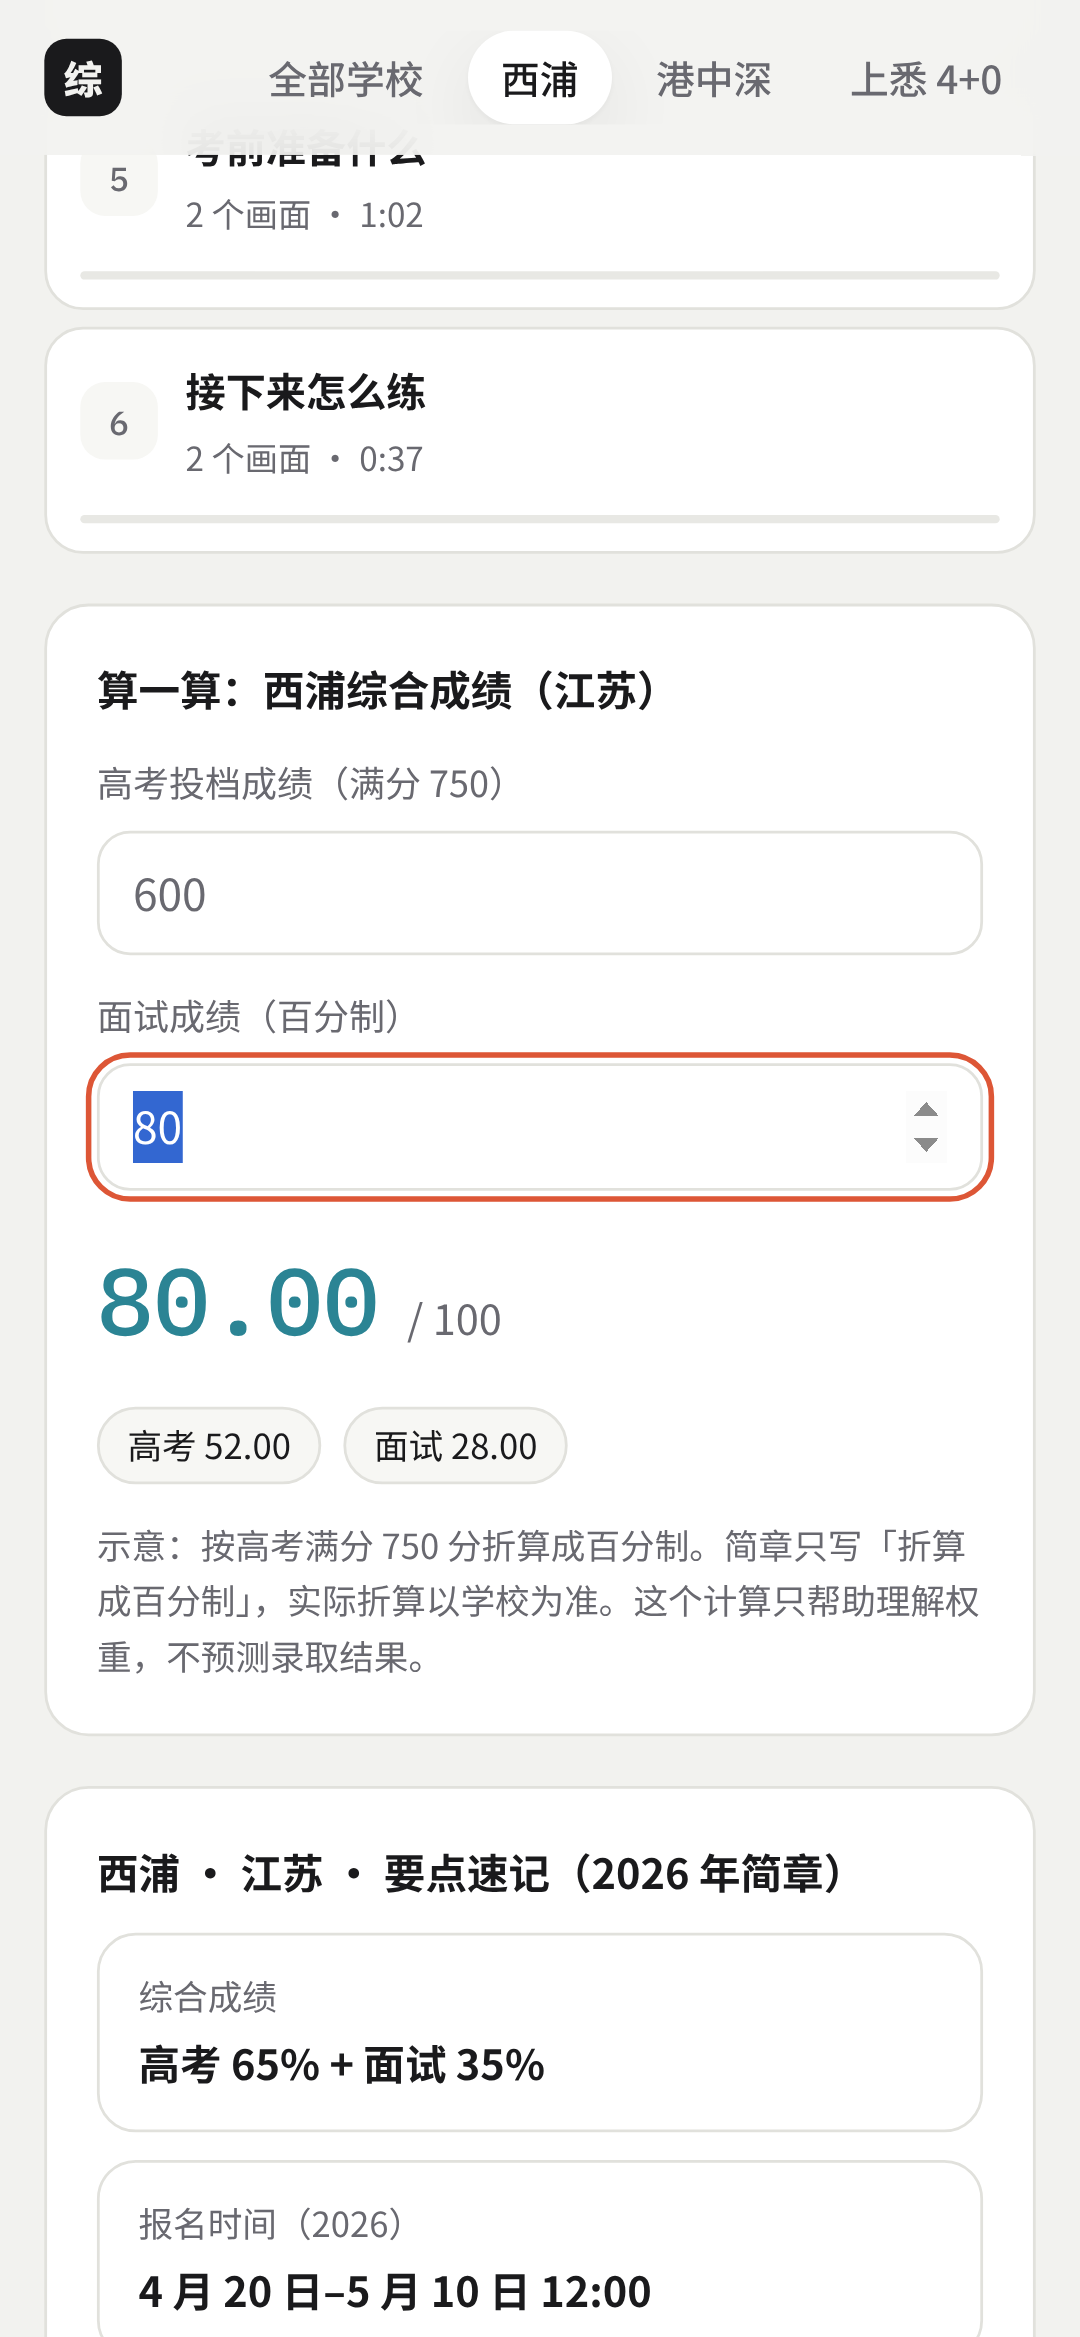 综
全部学校 西浦 港中深 上悉 4+0
考前准备什么
5
2 个画面 · 1:02
接下来怎么练
6
2 个画面 · 0:37
算一算：西浦综合成绩（江苏）
高考投档成绩（满分 750）
600
面试成绩（百分制）
80
80.00 / 100
高考 52.00 面试 28.00
示意：按高考满分 750 分折算成百分制。简章只写「折算
成百分制」，实际折算以学校为准。这个计算只帮助理解权
重，不预测录取结果。
西浦 · 江苏 · 要点速记（2026 年简章）
综合成绩
高考 65% + 面试 35%
报名时间（2026）
4 月 20 日–5 月 10 日 12:00